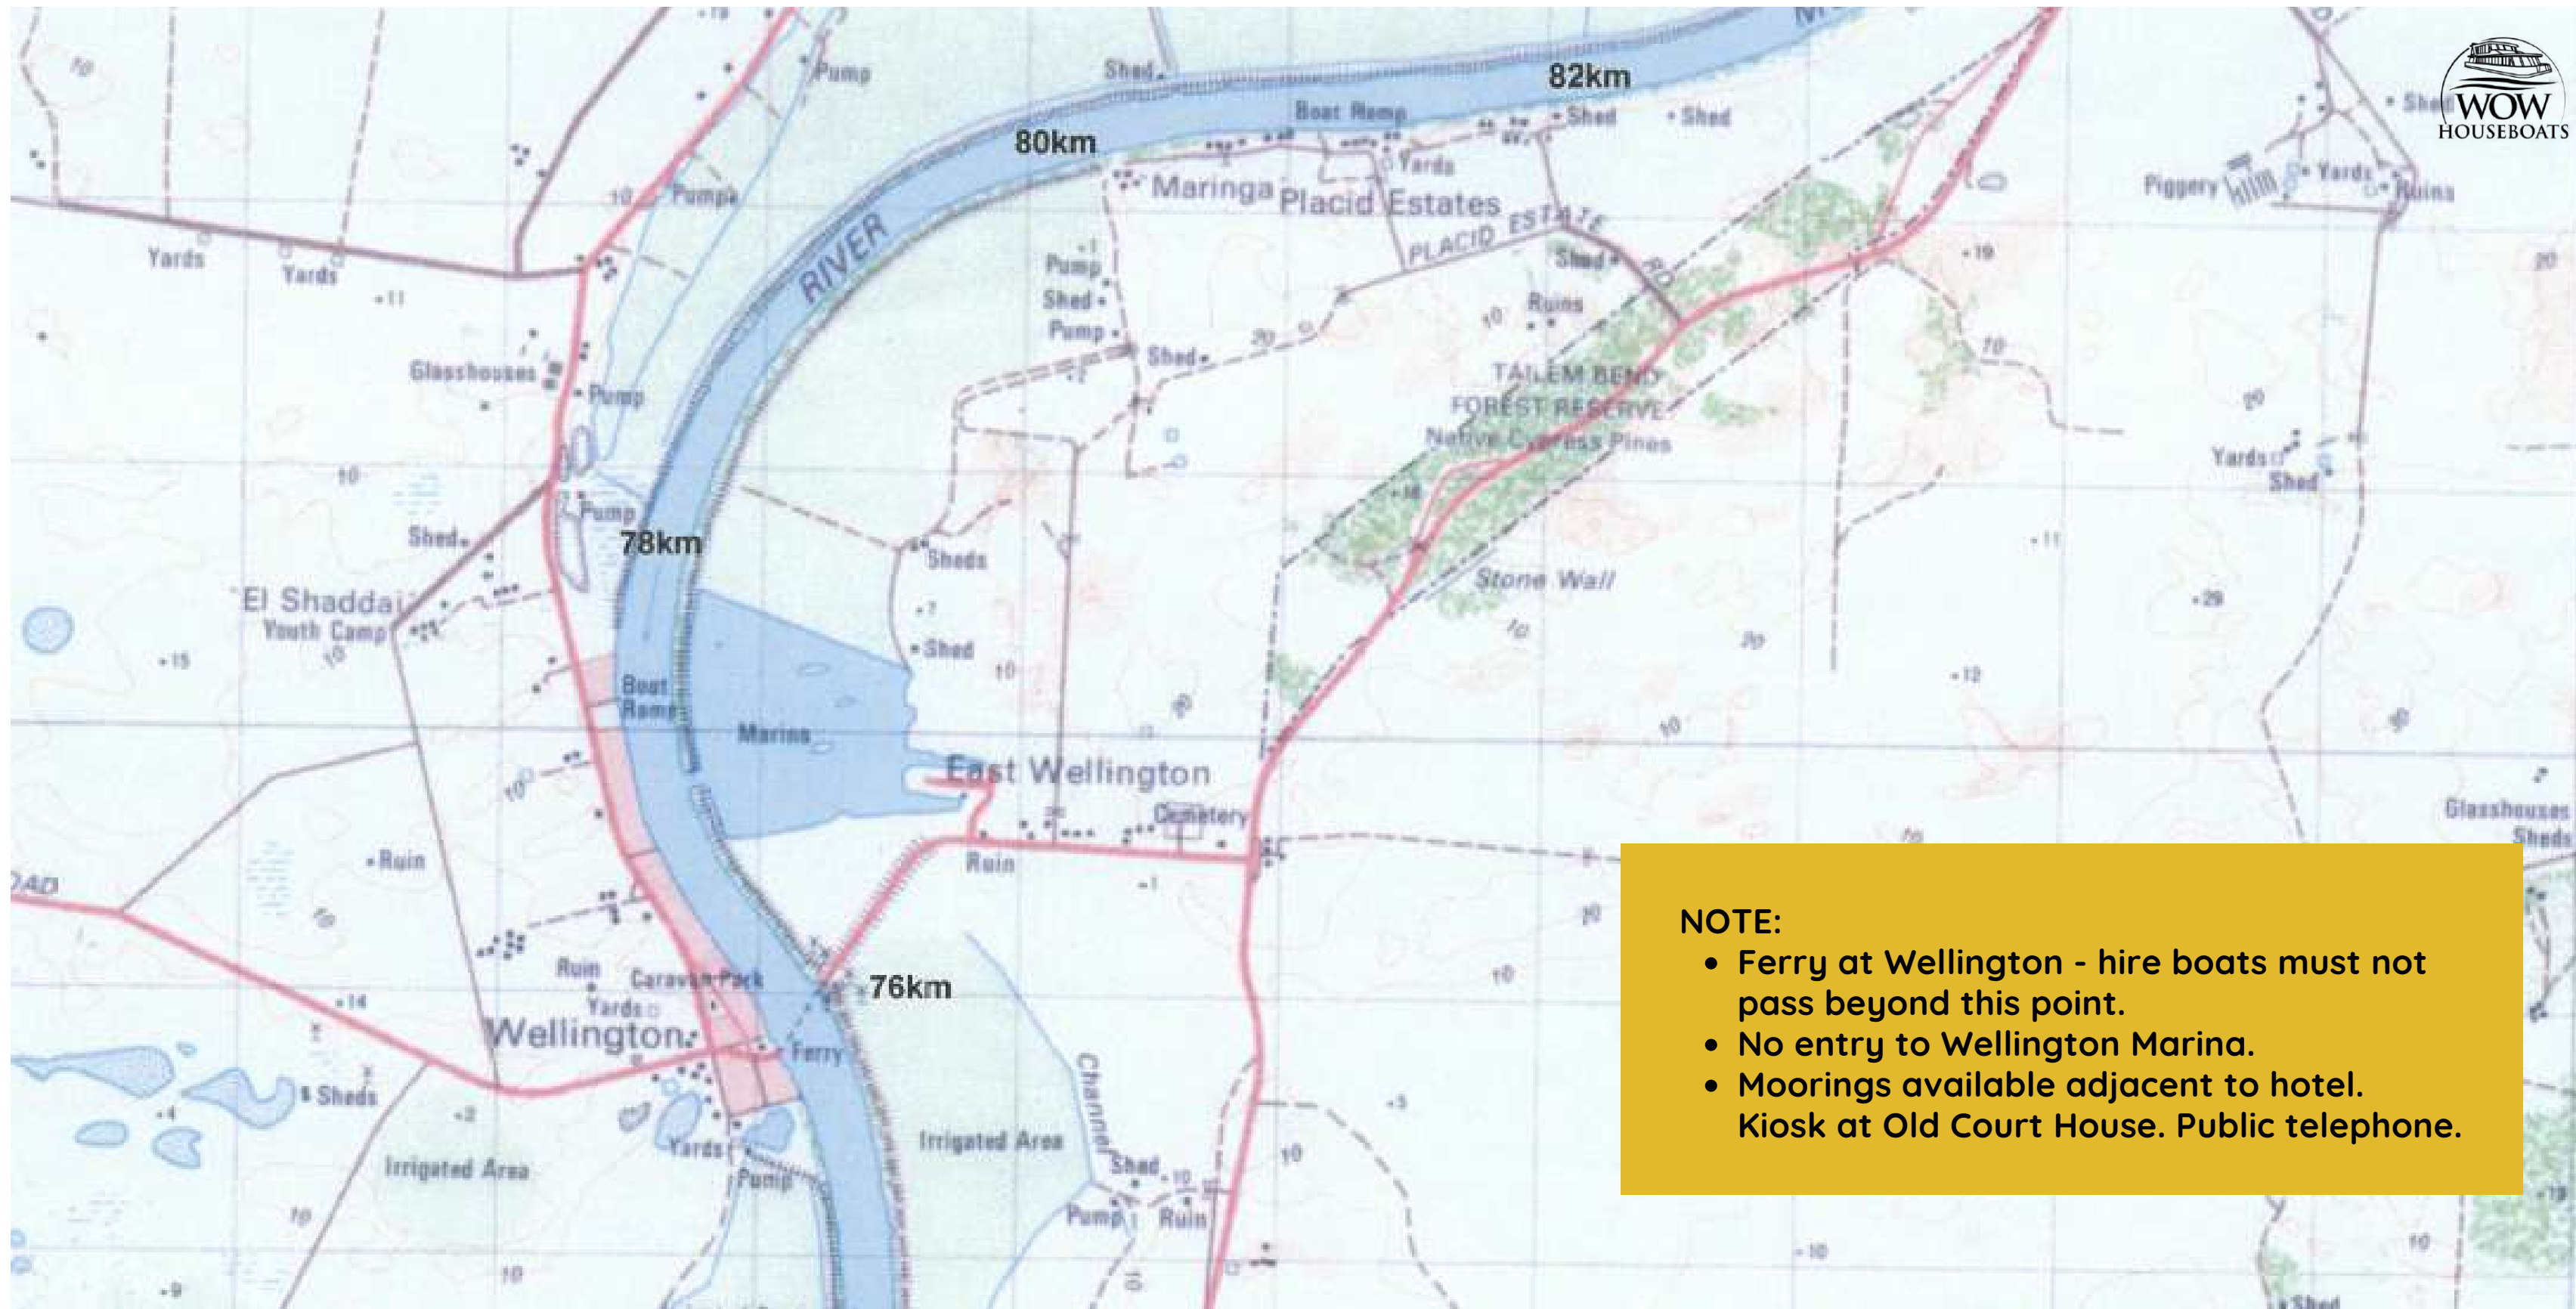 WOW
HOUSEBOATS
82km
80km
78km
76km
RIVER
Pump
Shed
Boat Ramp
Shed
Shed
Yards
"Maringa"
Placid Estates
PLACID ESTATE RD
Piggery
Yards
Ruins
Yards
Yards
Pump
Shed
Pump
Shed
Shed
Ruins
Glasshouses
Pump
TAILEM BEND
FOREST RESERVE
Native Cypress Pines
Yards
Shed
Pump
Shed
Sheds
Stone Wall
"El Shaddai"
Youth Camp
Shed
Boat
Ramp
Marina
East Wellington
Cemetery
Ruin
Ruin
Glasshouses
Sheds
Ruin
Yards
Caravan Park
Wellington
Ferry
Sheds
Irrigated Area
Yards
Pump
Irrigated Area
Channel
Shed
Pump
Ruin
Shed
NOTE:
• Ferry at Wellington - hire boats must not
pass beyond this point.
• No entry to Wellington Marina.
• Moorings available adjacent to hotel.
Kiosk at Old Court House. Public telephone.